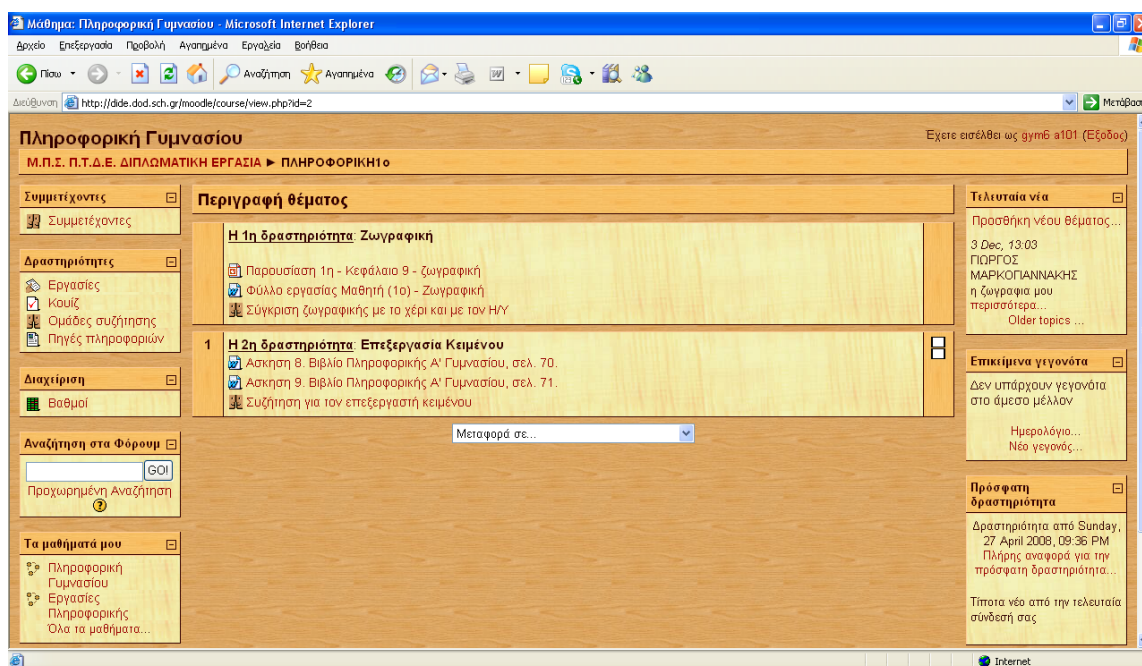 Μάθημα: Πληροφορική Γυμνασίου - Microsoft Internet Explorer
Αρχείο Επεξεργασία Προβολή Αγαπημένα Εργαλεία Βοήθεια
Πίσω Αναζήτηση Αγαπημένα
Διεύθυνση http://dide.dod.sch.gr/moodle/course/view.php?id=2 Μετάβαση
Πληροφορική Γυμνασίου
Έχετε εισέλθει ως gym6 a101 (Έξοδος)
Μ.Π.Σ. Π.Τ.Δ.Ε. ΔΙΠΛΩΜΑΤΙΚΗ ΕΡΓΑΣΙΑ ► ΠΛΗΡΟΦΟΡΙΚΗ1ο
Συμμετέχοντες
Συμμετέχοντες
Δραστηριότητες
Εργασίες
Κουίζ
Ομάδες συζήτησης
Πηγές πληροφοριών
Διαχείριση
Βαθμοί
Αναζήτηση στα Φόρουμ
GO!
Προχωρημένη Αναζήτηση
Τα μαθήματά μου
Πληροφορική
Γυμνασίου
Εργασίες
Πληροφορικής
Όλα τα μαθήματα...
Περιγραφή θέματος
Η 1η δραστηριότητα: Ζωγραφική
Παρουσίαση 1η - Κεφάλαιο 9 - ζωγραφική
Φύλλο εργασίας Μαθητή (1ο) - Ζωγραφική
Σύγκριση ζωγραφικής με το χέρι και με τον Η/Υ
1 Η 2η δραστηριότητα: Επεξεργασία Κειμένου
Ασκηση 8. Βιβλίο Πληροφορικής Α' Γυμνασίου, σελ. 70.
Ασκηση 9. Βιβλίο Πληροφορικής Α' Γυμνασίου, σελ. 71.
Συζήτηση για τον επεξεργαστή κειμένου
Μεταφορά σε...
Τελευταία νέα
Προσθήκη νέου θέματος...
3 Dec, 13:03
ΓΙΩΡΓΟΣ
ΜΑΡΚΟΓΙΑΝΝΑΚΗΣ
η ζωγραφια μου
περισσότερα...
Older topics ...
Επικείμενα γεγονότα
Δεν υπάρχουν γεγονότα
στο άμεσο μέλλον
Ημερολόγιο...
Νέο γεγονός...
Πρόσφατη
δραστηριότητα
Δραστηριότητα από Sunday,
27 April 2008, 09:36 PM
Πλήρης αναφορά για την
πρόσφατη δραστηριότητα...
Τίποτα νέο από την τελευταία
σύνδεσή σας
Internet